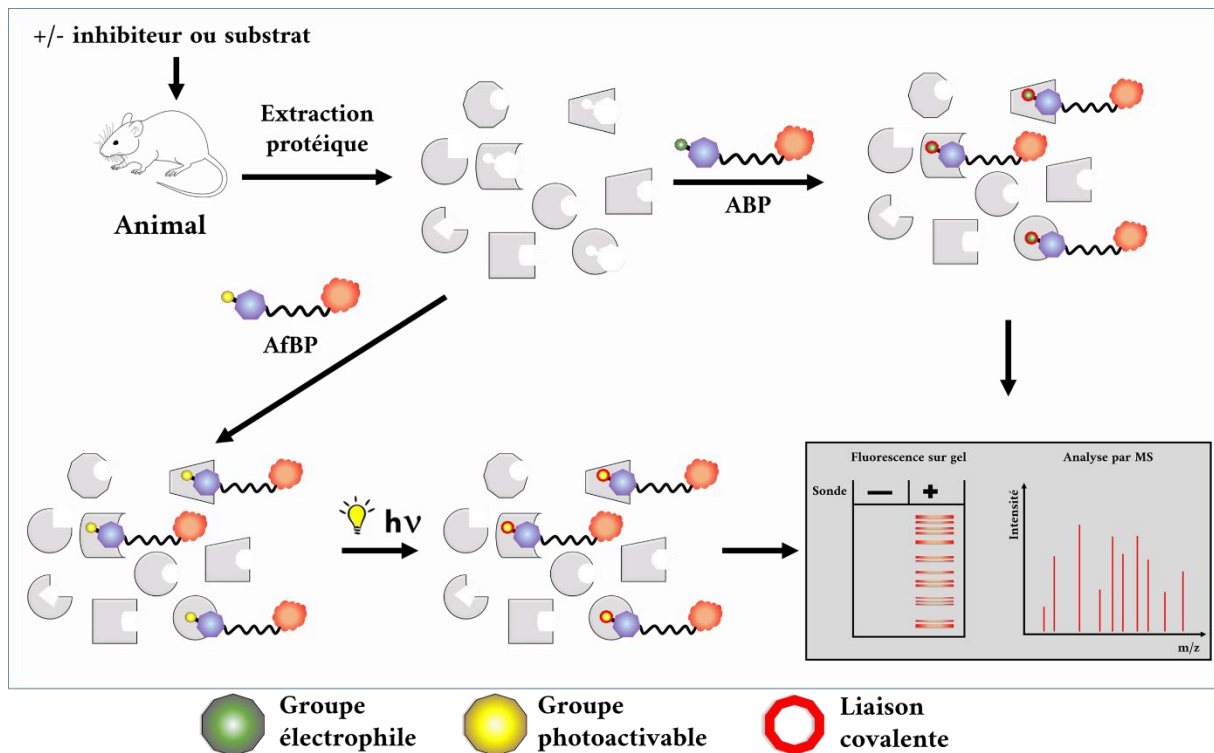 +/- inhibiteur ou substrat
Extraction
protéique
Animal
ABP
AfBP
hν
Fluorescence sur gel
Analyse par MS
Sonde
− +
Intensité
m/z
Groupe
électrophile
Groupe
photoactivable
Liaison
covalente